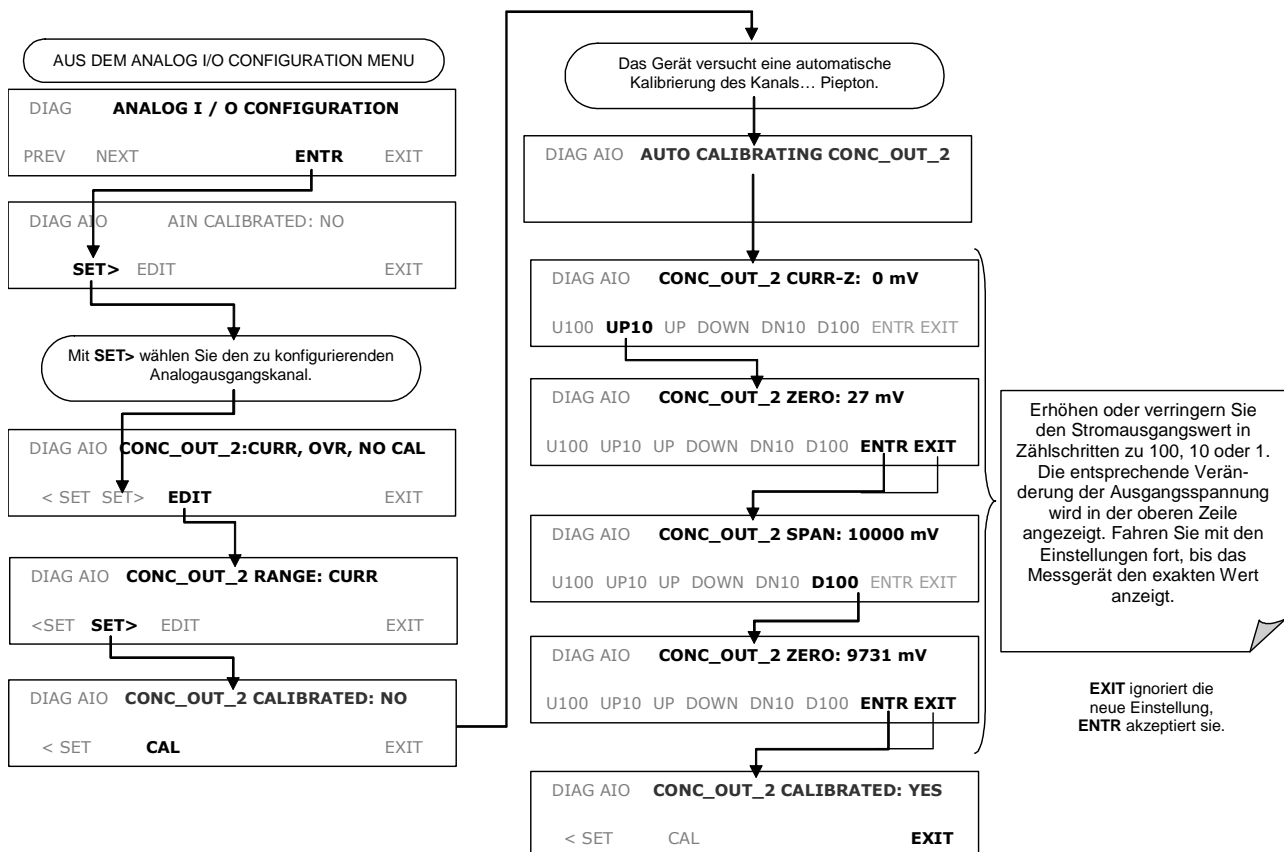 AUS DEM ANALOG I/O CONFIGURATION MENU
DIAG ANALOG I / O CONFIGURATION
PREV NEXT ENTR EXIT
DIAG AIO AIN CALIBRATED: NO
SET> EDIT EXIT
Mit SET> wählen Sie den zu konfigurierenden
Analogausgangskanal.
DIAG AIO CONC_OUT_2:CURR, OVR, NO CAL
< SET SET> EDIT EXIT
DIAG AIO CONC_OUT_2 RANGE: CURR
<SET SET> EDIT EXIT
DIAG AIO CONC_OUT_2 CALIBRATED: NO
< SET CAL EXIT
Das Gerät versucht eine automatische
Kalibrierung des Kanals… Piepton.
DIAG AIO AUTO CALIBRATING CONC_OUT_2
DIAG AIO CONC_OUT_2 CURR-Z: 0 mV
U100 UP10 UP DOWN DN10 D100 ENTR EXIT
DIAG AIO CONC_OUT_2 ZERO: 27 mV
U100 UP10 UP DOWN DN10 D100 ENTR EXIT
DIAG AIO CONC_OUT_2 SPAN: 10000 mV
U100 UP10 UP DOWN DN10 D100 ENTR EXIT
DIAG AIO CONC_OUT_2 ZERO: 9731 mV
U100 UP10 UP DOWN DN10 D100 ENTR EXIT
DIAG AIO CONC_OUT_2 CALIBRATED: YES
< SET CAL EXIT
Erhöhen oder verringern Sie
den Stromausgangswert in
Zählschritten zu 100, 10 oder 1.
Die entsprechende Verän-
derung der Ausgangsspannung
wird in der oberen Zeile
angezeigt. Fahren Sie mit den
Einstellungen fort, bis das
Messgerät den exakten Wert
anzeigt.
EXIT ignoriert die
neue Einstellung,
ENTR akzeptiert sie.